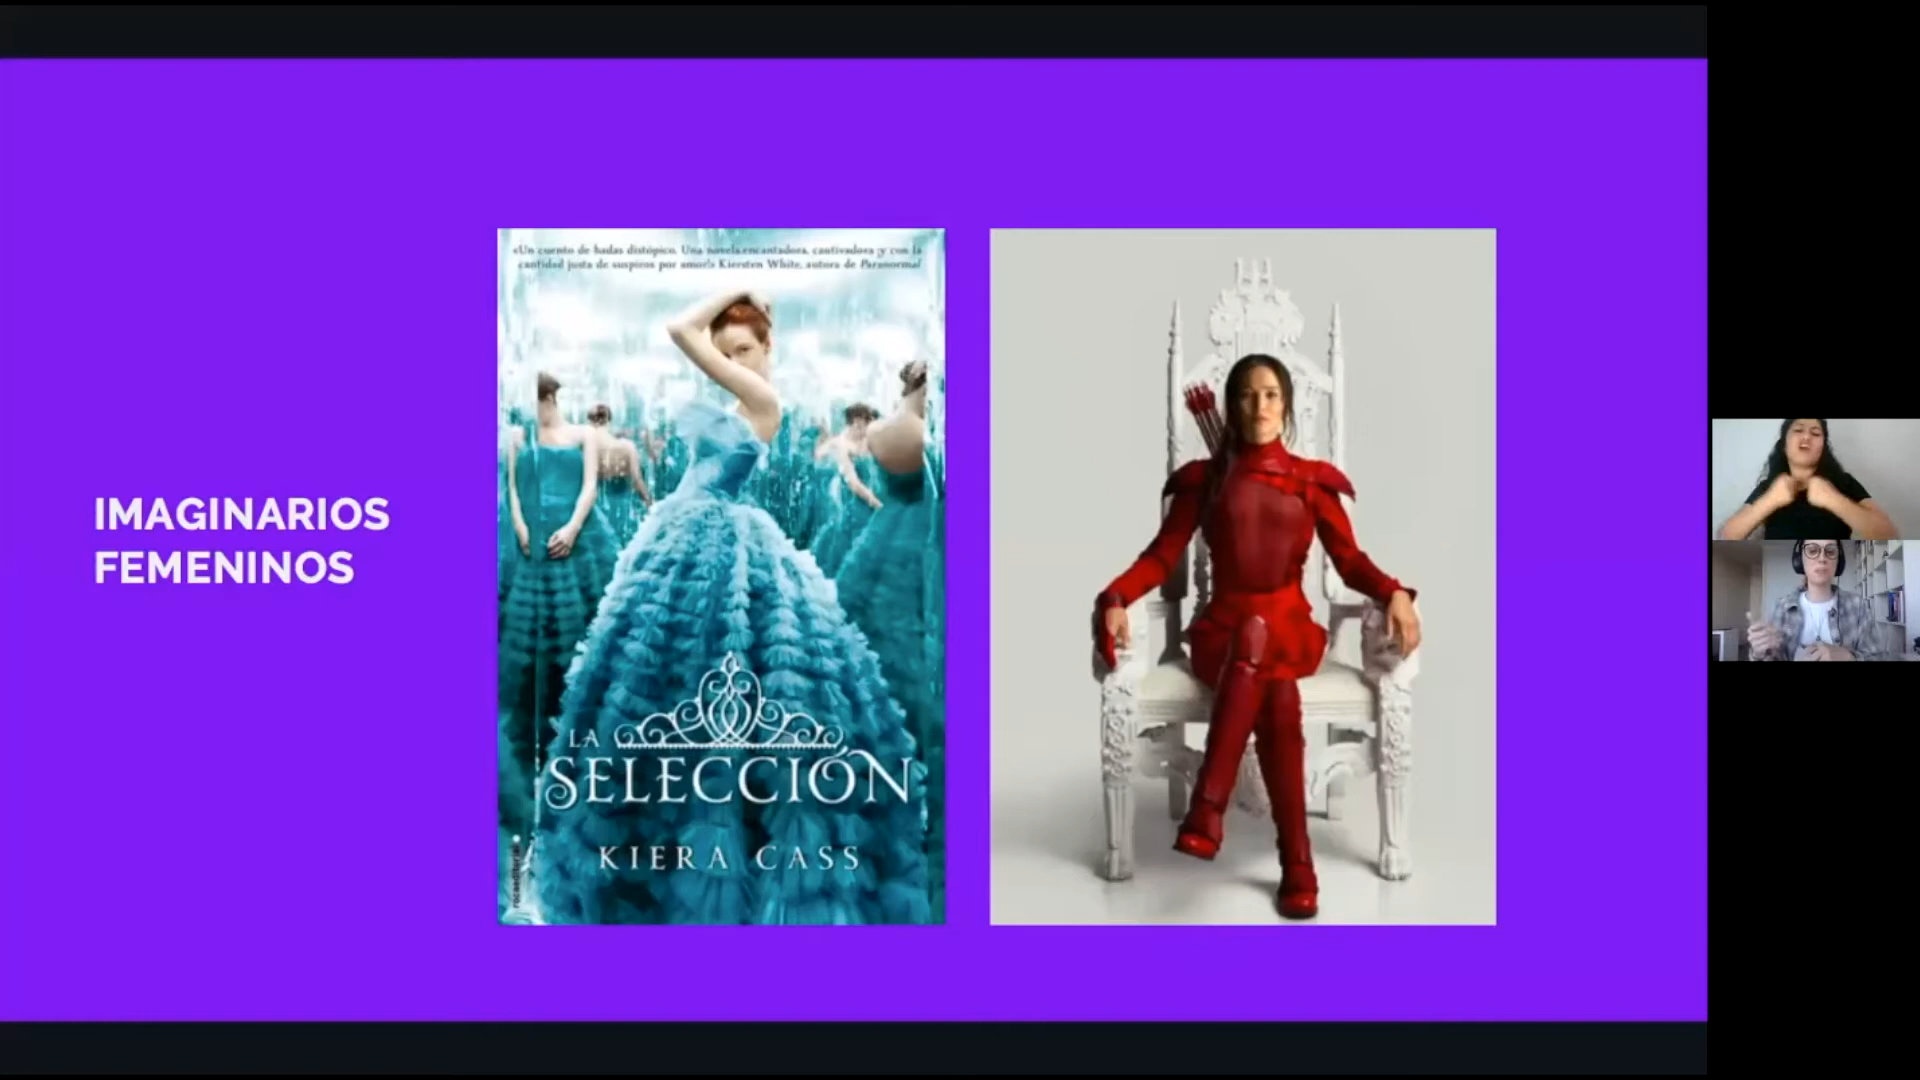 IMAGINARIOS
FEMENINOS
«Un cuento de hadas distópico. Una novela encantadora, cautivadora ¡y con la
cantidad justa de suspiros por amor!» Kiersten White, autora de Paranormal
LA
SELECCIÓN
KIERA CASS
rocaeditorial